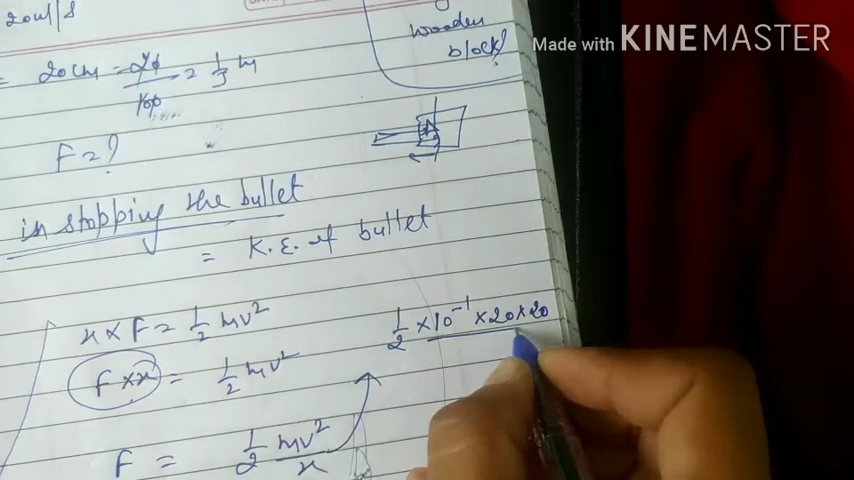 20m/s
Wooden
block?
= 20cm = 20/100 = 1/5 m
F = ?
in stopping the bullet
= K.E. of bullet
x × F = 1/2 mv²
F × x = 1/2 mv²
1/2 × 10⁻¹ × 20 × 20
F = 1/2 mv²/x
Made with KINEMASTER